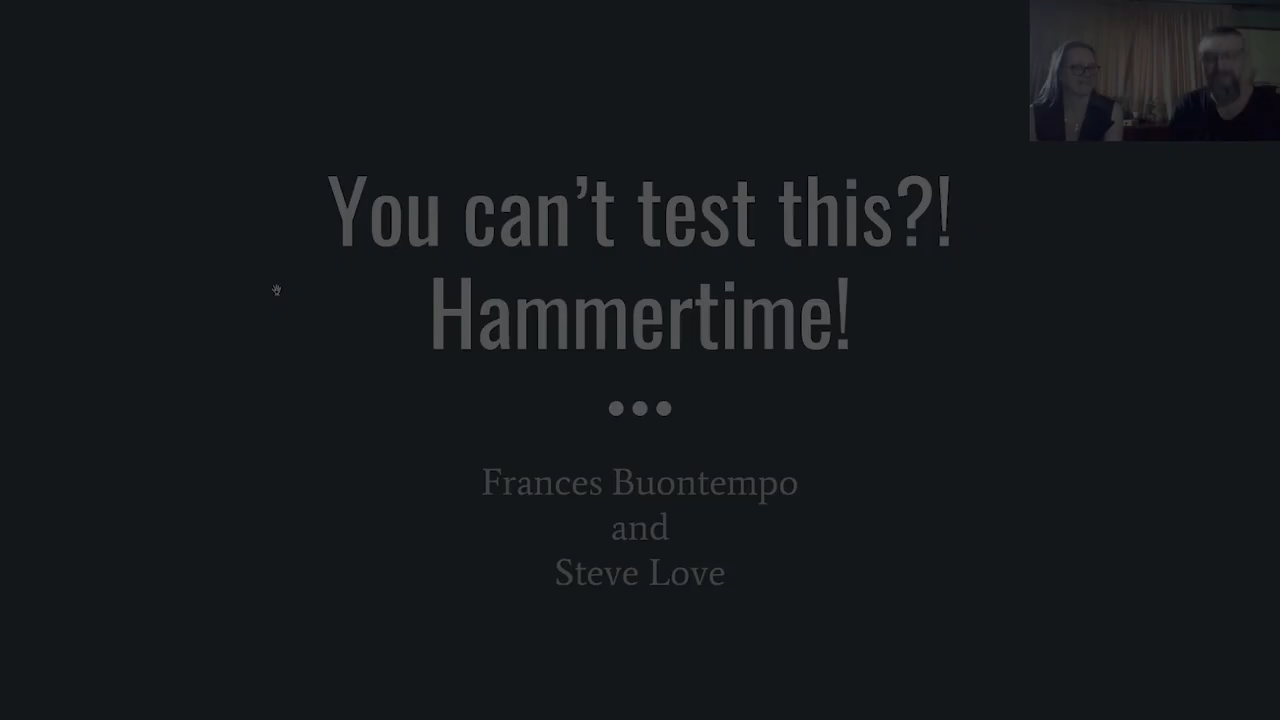 You can’t test this?!
Hammertime!
Frances Buontempo
and
Steve Love